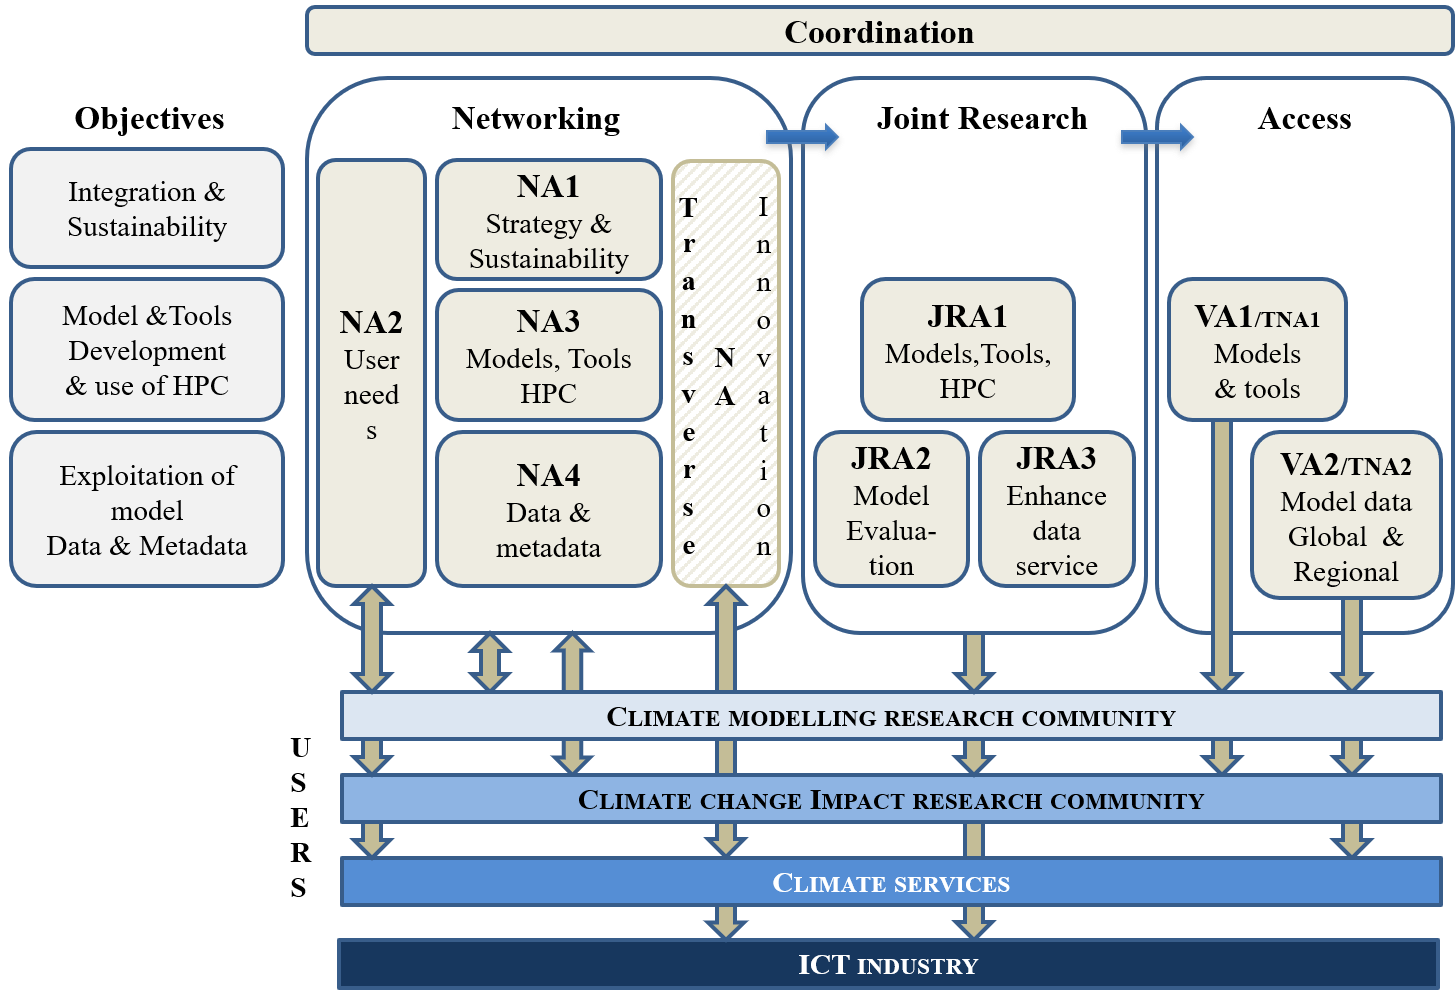 Coordination
Objectives
Integration &
Sustainability
Model &Tools
Development
& use of HPC
Exploitation of
model
Data & Metadata
Networking
NA2
User
need
s
NA1
Strategy &
Sustainability
NA3
Models, Tools
HPC
NA4
Data &
metadata
Transverse
NA
Innovation
Joint Research
JRA1
Models,Tools,
HPC
JRA2
Model
Evalua-
tion
JRA3
Enhance
data
service
Access
VA1/TNA1
Models
& tools
VA2/TNA2
Model data
Global &
Regional
USERS
CLIMATE MODELLING RESEARCH COMMUNITY
CLIMATE CHANGE IMPACT RESEARCH COMMUNITY
CLIMATE SERVICES
ICT INDUSTRY